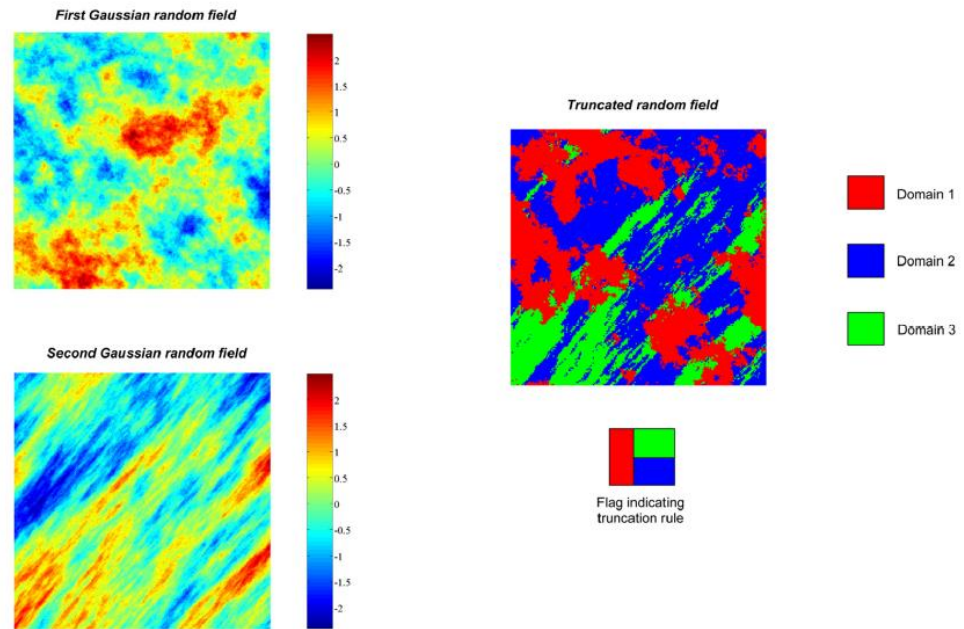 First Gaussian random field
2
1.5
1
0.5
0
-0.5
-1
-1.5
-2
Second Gaussian random field
2
1.5
1
0.5
0
-0.5
-1
-1.5
-2
Truncated random field
Domain 1
Domain 2
Domain 3
Flag indicating
truncation rule